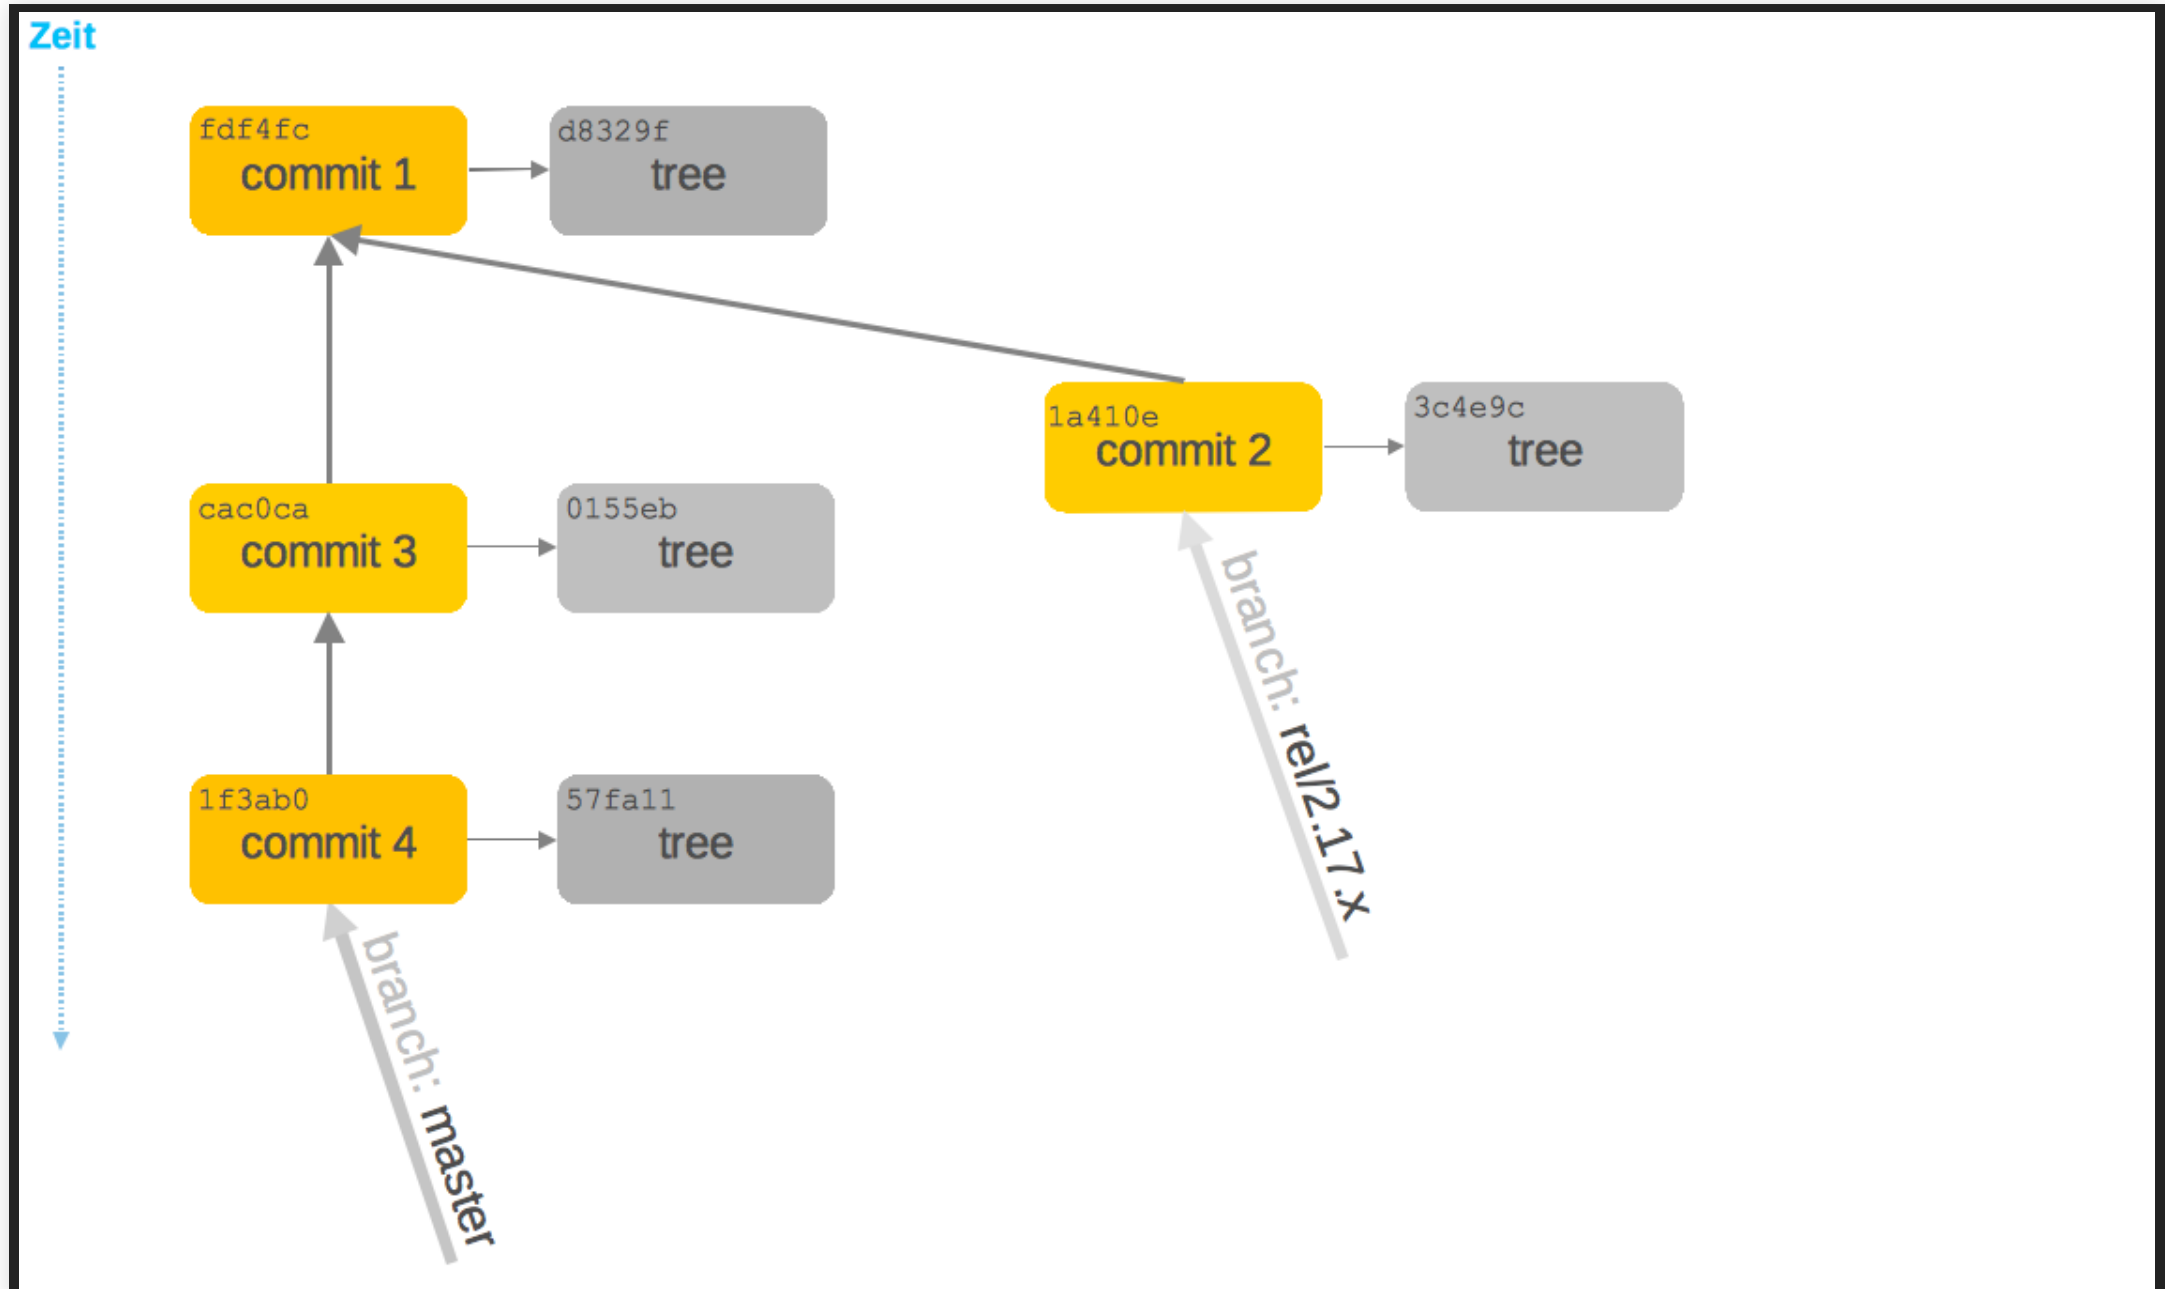 Zeit
fdf4fc
commit 1
d8329f
tree
1a410e
commit 2
3c4e9c
tree
cac0ca
commit 3
0155eb
tree
branch: rel/2.17.x
1f3ab0
commit 4
57fa11
tree
branch: master